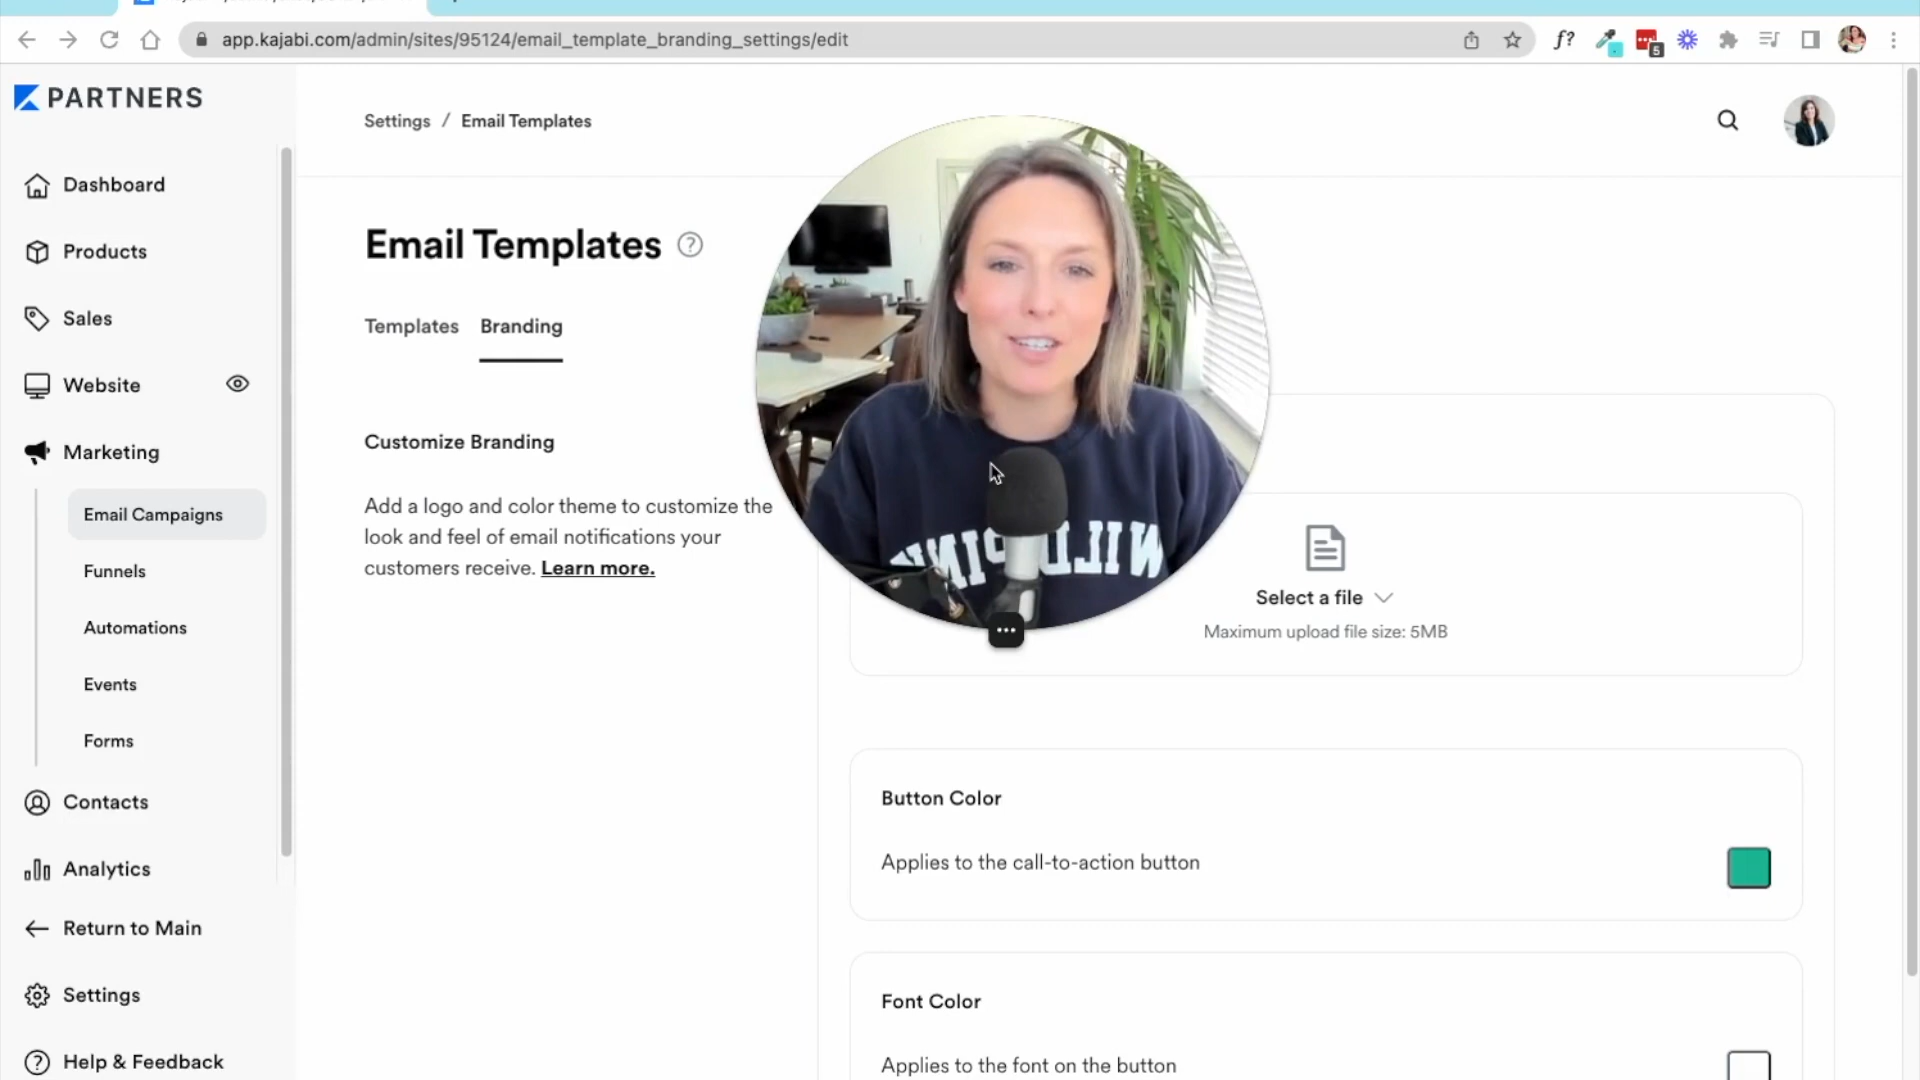 app.kajabi.com/admin/sites/95124/email_template_branding_settings/edit
f?
5
PARTNERS
Settings / Email Templates
Dashboard
Products
Sales
Website
Marketing
Email Campaigns
Funnels
Automations
Events
Forms
Contacts
Analytics
Return to Main
Settings
Help & Feedback
Email Templates
Templates
Branding
Customize Branding
Add a logo and color theme to customize the
look and feel of email notifications your
customers receive. Learn more.
Select a file
Maximum upload file size: 5MB
Button Color
Applies to the call-to-action button
Font Color
Applies to the font on the button